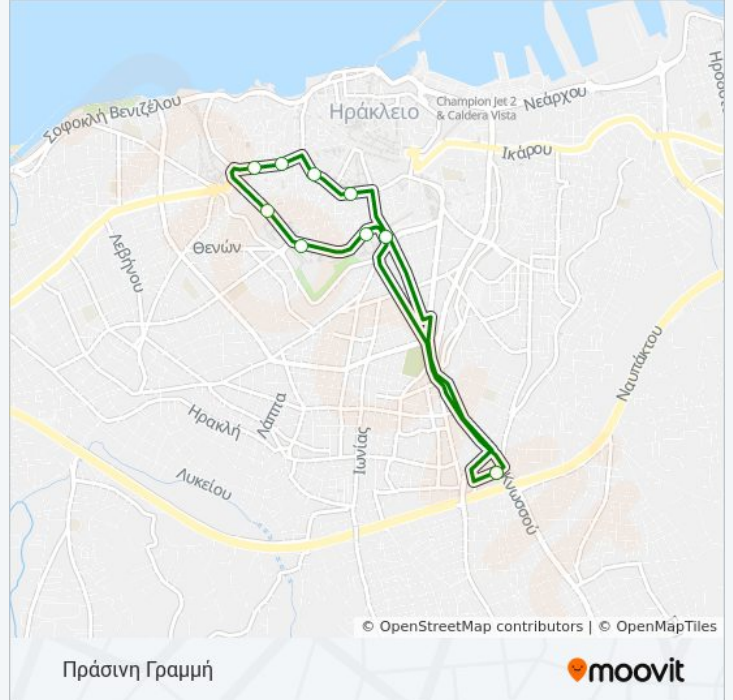 Σοφοκλή Βενιζέλου
Ηράκλειο
Champion Jet 2
& Caldera Vista
Νεάρχου
Ικάρου
Θενών
Λεβήνου
Ναυπάκτου
Λάππα
Ηρακλή
Ιωνίας
Λυκείου
Κνωσού
© OpenStreetMap contributors | © OpenMapTiles
Πράσινη Γραμμή
moovit